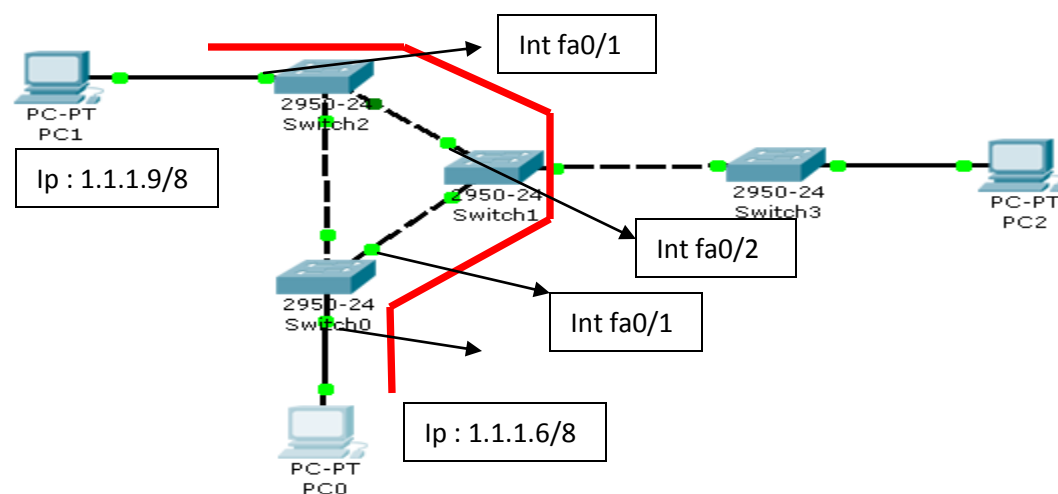 Int fa0/1
PC-PT
PC1
2950-24
Switch2
Ip : 1.1.1.9/8
2950-24
Switch1
2950-24
Switch3
PC-PT
PC2
Int fa0/2
2950-24
Switch0
Int fa0/1
Ip : 1.1.1.6/8
PC-PT
PC0